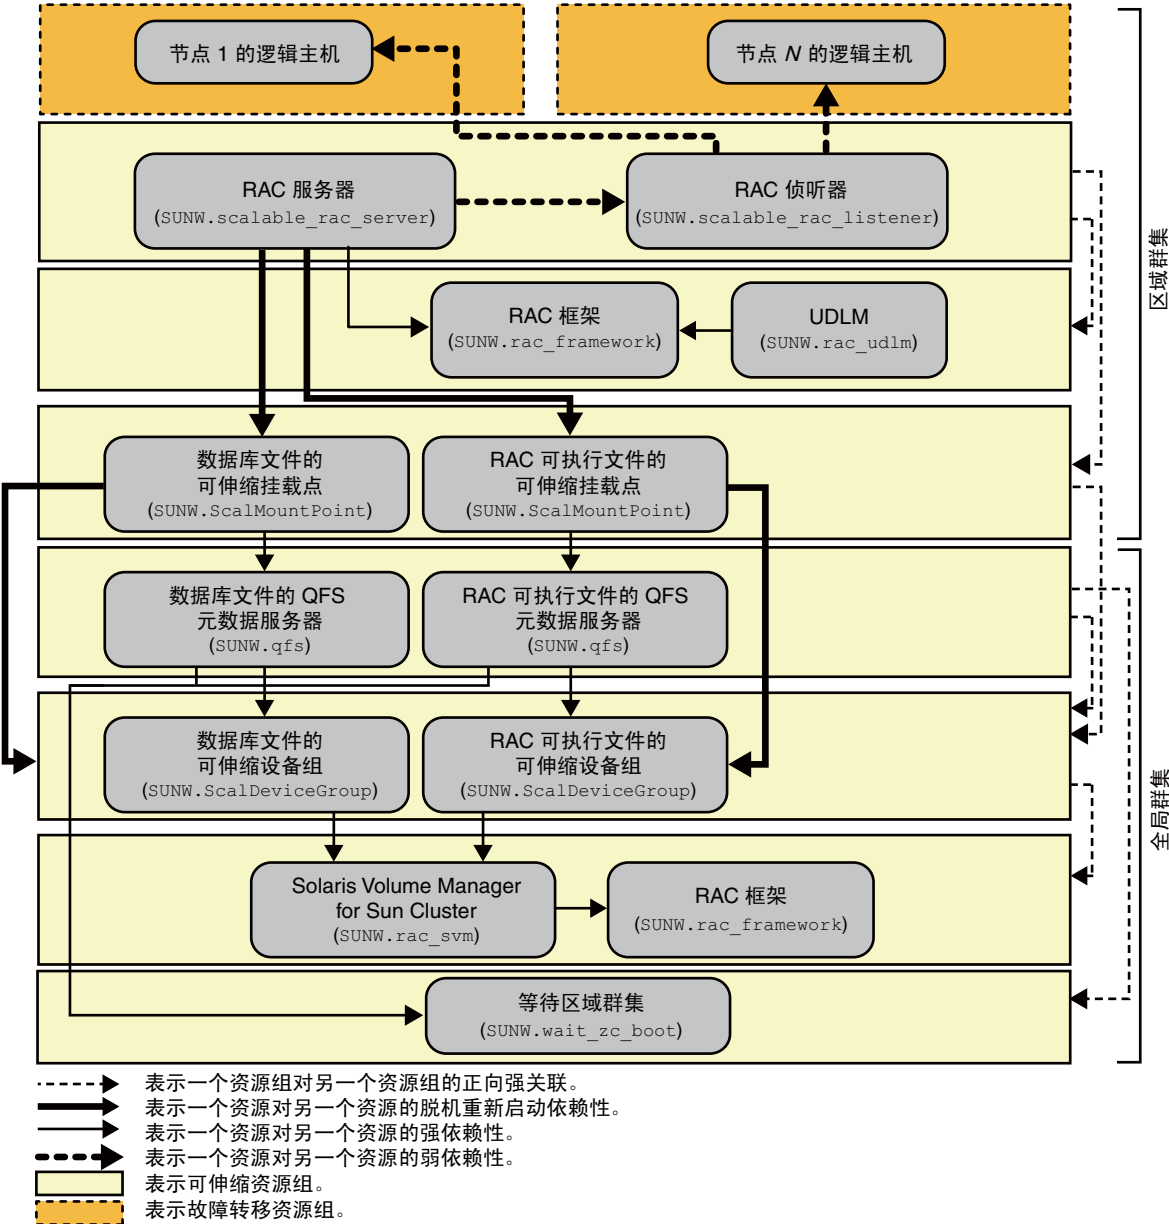 节点 1 的逻辑主机
节点 N 的逻辑主机
RAC 服务器
(SUNW.scalable_rac_server)
RAC 侦听器
(SUNW.scalable_rac_listener)
RAC 框架
(SUNW.rac_framework)
UDLM
(SUNW.rac_udlm)
区域群集
数据库文件的
可伸缩挂载点
(SUNW.ScalMountPoint)
RAC 可执行文件的
可伸缩挂载点
(SUNW.ScalMountPoint)
数据库文件的 QFS
元数据服务器
(SUNW.qfs)
RAC 可执行文件的 QFS
元数据服务器
(SUNW.qfs)
数据库文件的
可伸缩设备组
(SUNW.ScalDeviceGroup)
RAC 可执行文件的
可伸缩设备组
(SUNW.ScalDeviceGroup)
全局群集
Solaris Volume Manager
for Sun Cluster
(SUNW.rac_svm)
RAC 框架
(SUNW.rac_framework)
等待区域群集
(SUNW.wait_zc_boot)
表示一个资源组对另一个资源组的正向强关联。
表示一个资源对另一个资源的脱机重新启动依赖性。
表示一个资源对另一个资源的强依赖性。
表示一个资源对另一个资源的弱依赖性。
表示可伸缩资源组。
表示故障转移资源组。